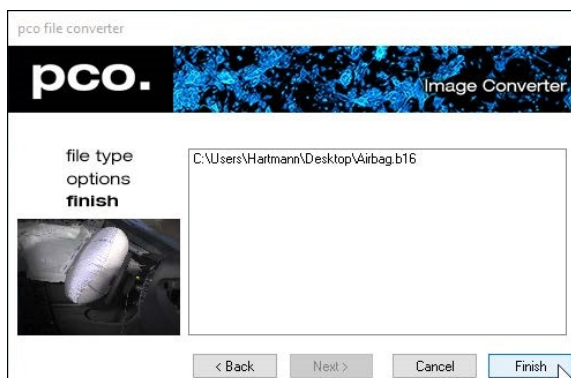 pco file converter
pco.
Image Converter
file type
options
finish
C:\Users\Hartmann\Desktop\Airbag.b16
< Back
Next >
Cancel
Finish